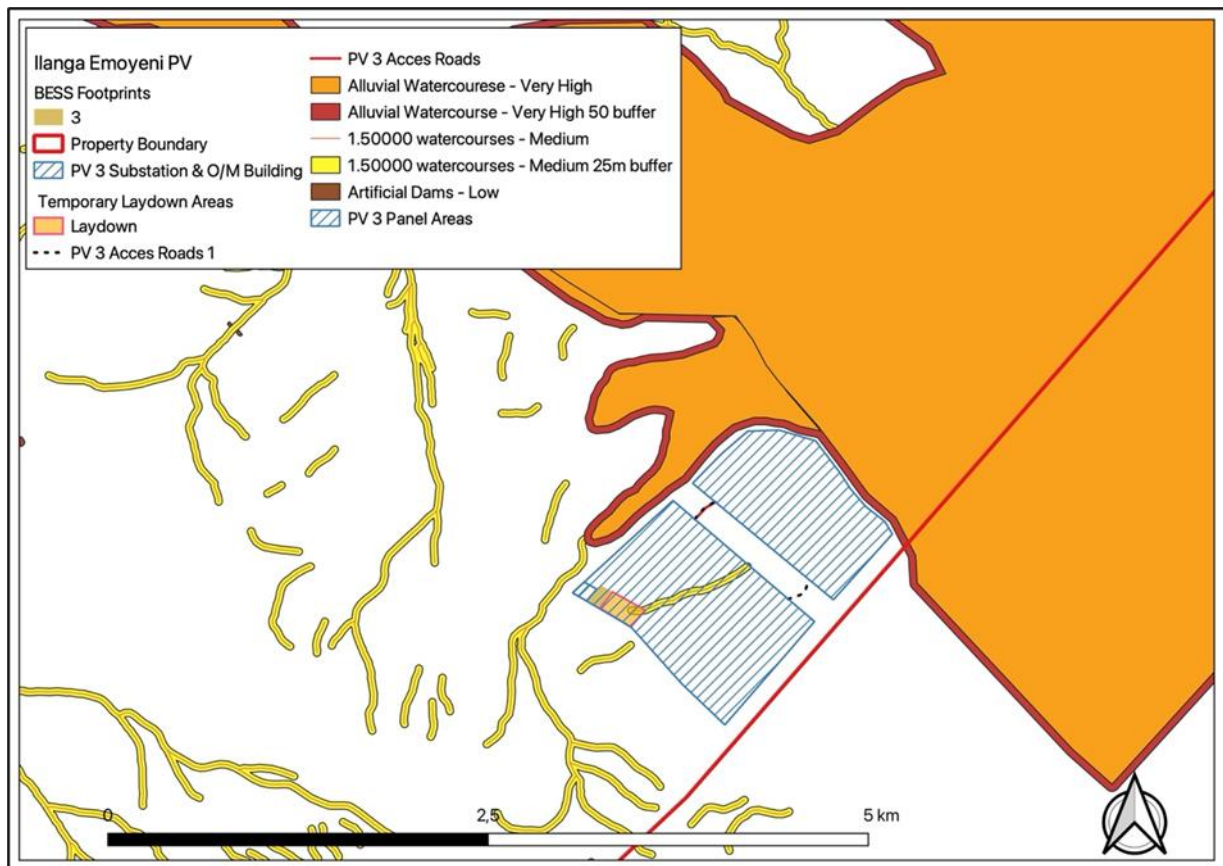 Ilanga Emoyeni PV
BESS Footprints
3
Property Boundary
PV 3 Substation & O/M Building
Temporary Laydown Areas
Laydown
PV 3 Acces Roads 1
PV 3 Acces Roads
Alluvial Watercourese - Very High
Alluvial Watercourse - Very High 50 buffer
1.50000 watercourses - Medium
1.50000 watercourses - Medium 25m buffer
Artificial Dams - Low
PV 3 Panel Areas
0 2,5 5 km